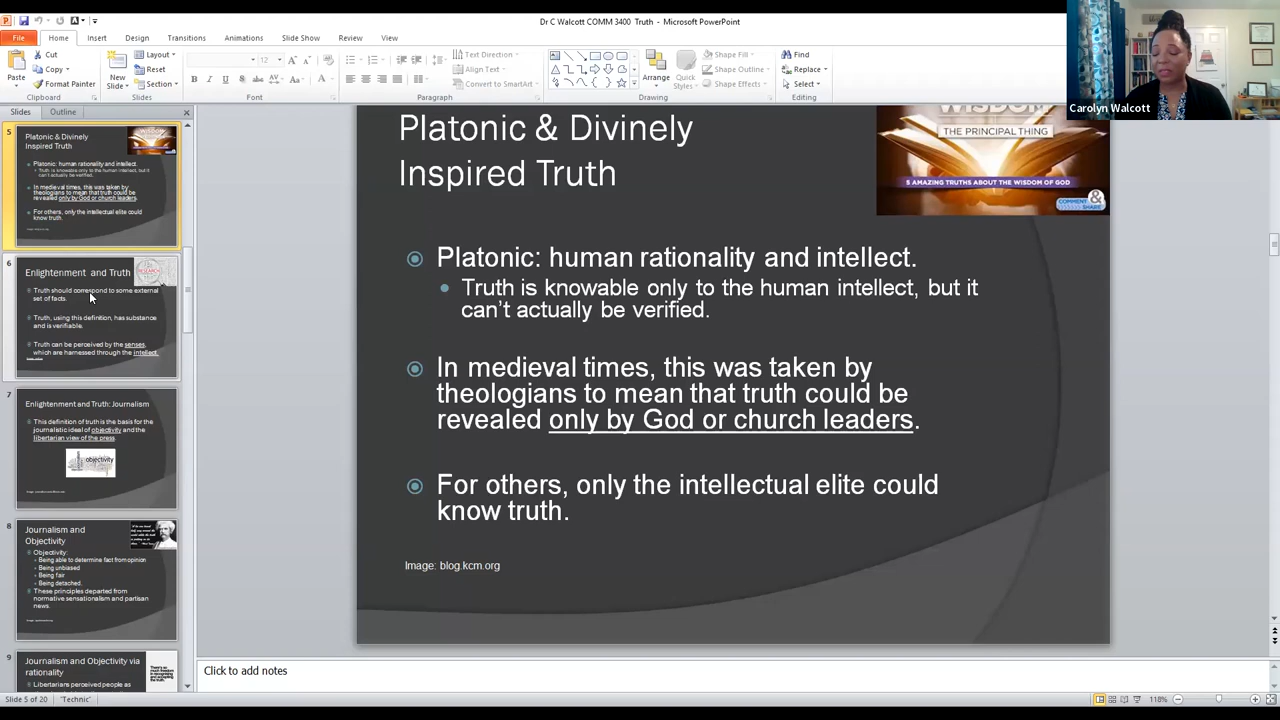 Dr C Walcott COMM 3400 Truth - Microsoft PowerPoint
File Home Insert Design Transitions Animations Slide Show Review View
Paste
Cut
Copy
Format Painter
Clipboard
New
Slide
Layout
Reset
Section
Slides
Font
Text Direction
Align Text
Convert to SmartArt
Paragraph
Arrange
Quick
Styles
Shape Fill
Shape Outline
Shape Effects
Drawing
Find
Replace
Select
Editing
Carolyn Walcott
Slides Outline
5
Platonic & Divinely
Inspired Truth
Platonic: human rationality and intellect.
Truth is knowable only to the human intellect, but it
can't actually be verified.
In medieval times, this was taken by
theologians to mean that truth could be
revealed only by God or church leaders.
For others, only the intellectual elite could
know truth.
6
Enlightenment and Truth
RESEARCH
Truth should correspond to some external
set of facts.
Truth, using this definition, has substance
and is verifiable.
Truth can be perceived by the senses,
which are harnessed through the intellect.
7
Enlightenment and Truth: Journalism
This definition of truth is the basis for the
journalistic ideal of objectivity and the
libertarian view of the press.
objectivity
8
Journalism and
Objectivity
Objectivity:
Being able to determine fact from opinion
Being unbiased
Being fair
Being detached.
These principles departed from
normative sensationalism and partisan
news.
9
Journalism and Objectivity via
rationality
Libertarians perceived people as
Platonic & Divinely
Inspired Truth
WISDOM
THE PRINCIPAL THING
5 AMAZING TRUTHS ABOUT THE WISDOM OF GOD
COMMENT & SHARE
Platonic: human rationality and intellect.
Truth is knowable only to the human intellect, but it
can't actually be verified.
In medieval times, this was taken by
theologians to mean that truth could be
revealed only by God or church leaders.
For others, only the intellectual elite could
know truth.
Image: blog.kcm.org
Click to add notes
Slide 5 of 20 "Technic" 118%